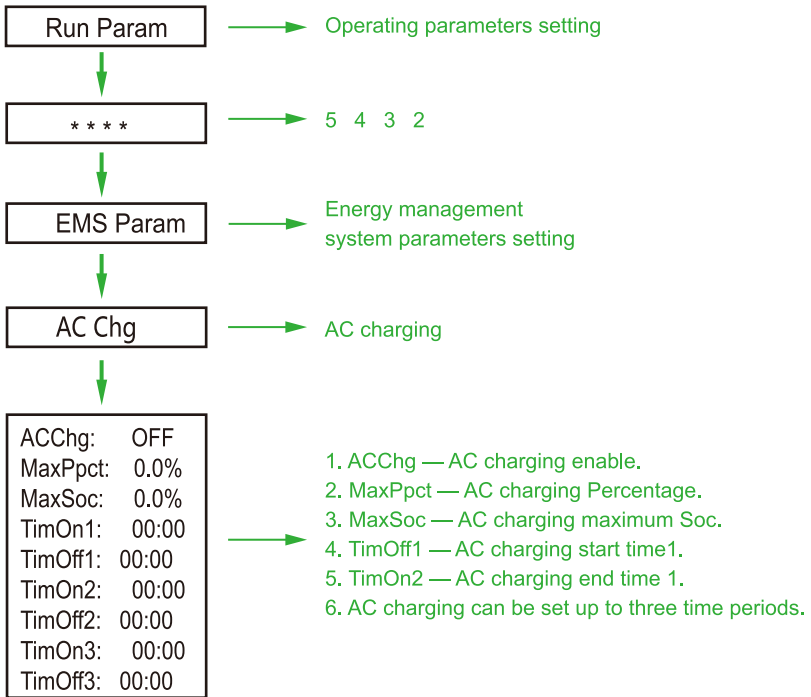 Run Param
Operating parameters setting
* * * *
5 4 3 2
EMS Param
Energy management
system parameters setting
AC Chg
AC charging
ACChg: OFF
MaxPpct: 0.0%
MaxSoc: 0.0%
TimOn1: 00:00
TimOff1: 00:00
TimOn2: 00:00
TimOff2: 00:00
TimOn3: 00:00
TimOff3: 00:00
1. ACChg — AC charging enable.
2. MaxPpct — AC charging Percentage.
3. MaxSoc — AC charging maximum Soc.
4. TimOff1 — AC charging start time1.
5. TimOn2 — AC charging end time 1.
6. AC charging can be set up to three time periods.